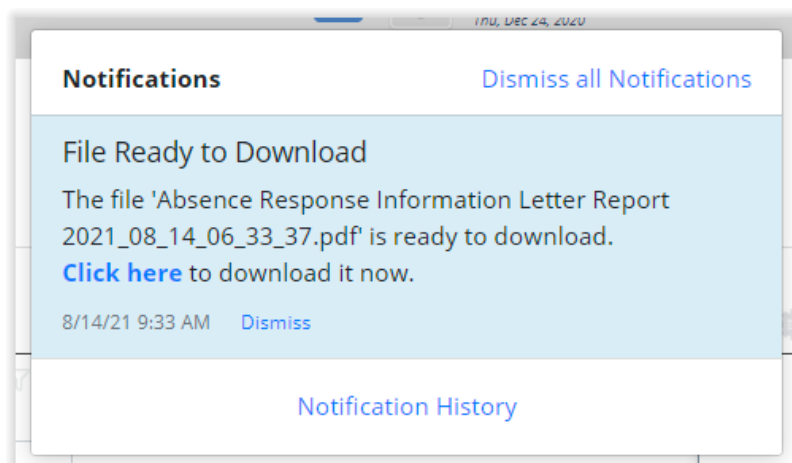 Thu, Dec 24, 2020
Notifications
Dismiss all Notifications
File Ready to Download
The file 'Absence Response Information Letter Report
2021_08_14_06_33_37.pdf' is ready to download.
Click here to download it now.
8/14/21 9:33 AM Dismiss
Notification History